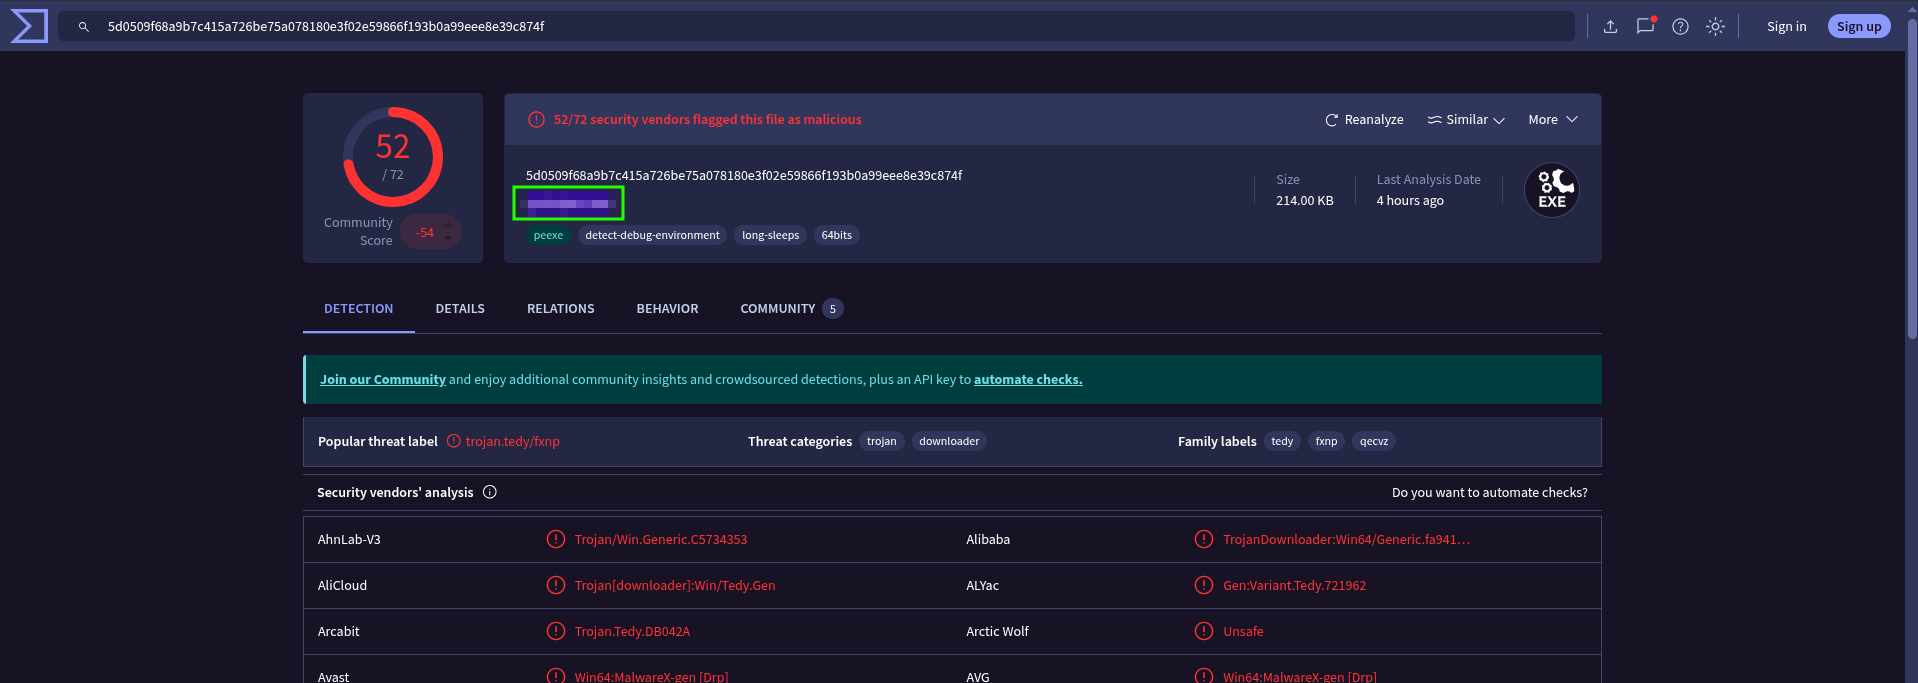 5d0509f68a9b7c415a726be75a078180e3f02e59866f193b0a99eee8e39c874f
Sign in
Sign up
52
/ 72
Community
Score
-54
52/72 security vendors flagged this file as malicious
Reanalyze
Similar
More
5d0509f68a9b7c415a726be75a078180e3f02e59866f193b0a99eee8e39c874f
peexe
detect-debug-environment
long-sleeps
64bits
Size
214.00 KB
Last Analysis Date
4 hours ago
EXE
DETECTION
DETAILS
RELATIONS
BEHAVIOR
COMMUNITY
5
Join our Community and enjoy additional community insights and crowdsourced detections, plus an API key to automate checks.
Popular threat label
trojan.tedy/fxnp
Threat categories
trojan
downloader
Family labels
tedy
fxnp
qecvz
Security vendors' analysis
Do you want to automate checks?
AhnLab-V3
Trojan/Win.Generic.C5734353
Alibaba
TrojanDownloader:Win64/Generic.fa941…
AliCloud
Trojan[downloader]:Win/Tedy.Gen
ALYac
Gen:Variant.Tedy.721962
Arcabit
Trojan.Tedy.DB042A
Arctic Wolf
Unsafe
Avast
Win64:MalwareX-gen [Drp]
AVG
Win64:MalwareX-gen [Drp]